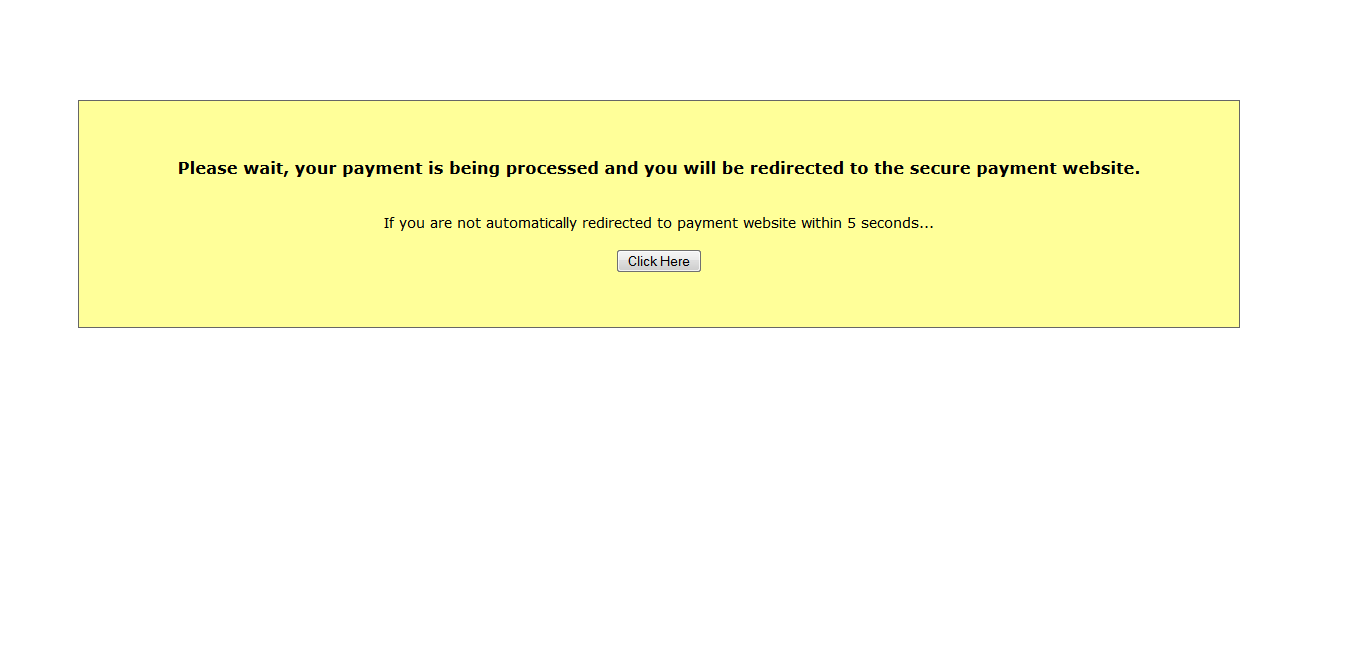 Please wait, your payment is being processed and you will be redirected to the secure payment website.
If you are not automatically redirected to payment website within 5 seconds...
Click Here